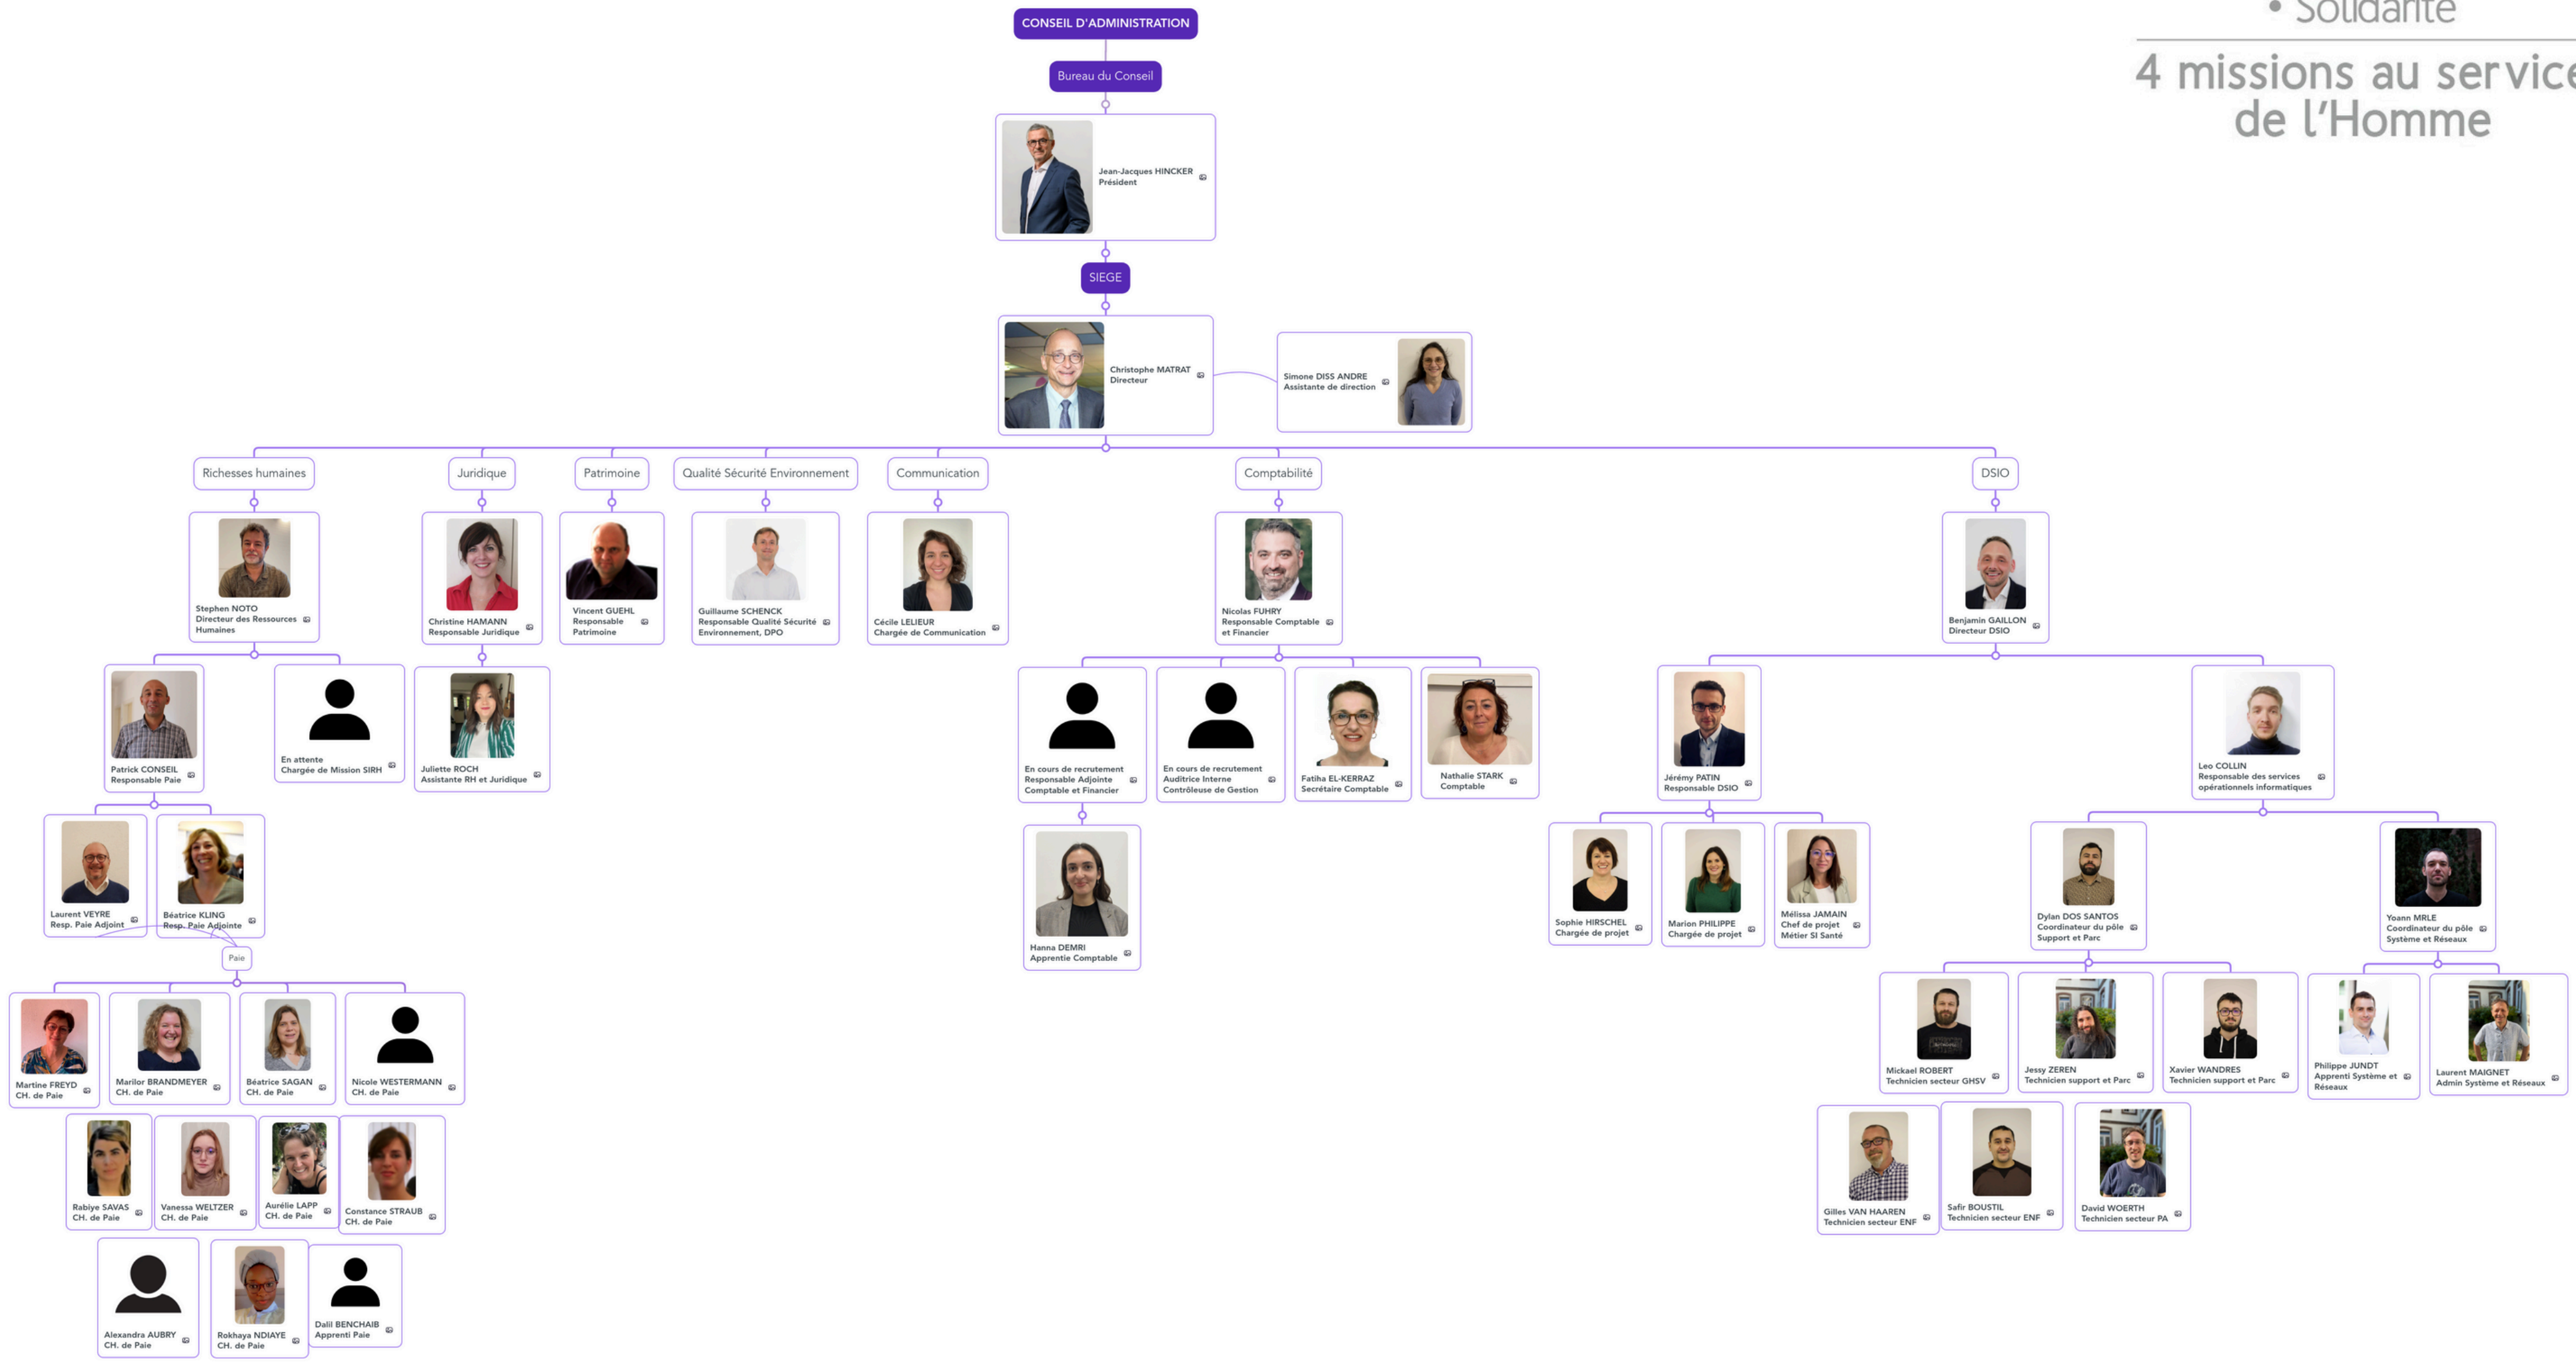 • Solidarité
4 missions au service
de l'Homme
CONSEIL D'ADMINISTRATION
Bureau du Conseil
Jean-Jacques HINCKER
Président
SIEGE
Christophe MATRAT
Directeur
Simone DISS ANDRE
Assistante de direction
Richesses humaines
Juridique
Patrimoine
Qualité Sécurité Environnement
Communication
Comptabilité
DSIO
Stephen NOTO
Directeur des Ressources
Humaines
Christine HAMANN
Responsable Juridique
Vincent GUEHL
Responsable
Patrimoine
Guillaume SCHENCK
Responsable Qualité Sécurité
Environnement, DPO
Cécile LELIEUR
Chargée de Communication
Nicolas FUHRY
Responsable Comptable
et Financier
Benjamin GAILLON
Directeur DSIO
Patrick CONSEIL
Responsable Paie
En attente
Chargée de Mission SIRH
Juliette ROCH
Assistante RH et Juridique
En cours de recrutement
Responsable Adjointe
Comptable et Financier
En cours de recrutement
Auditrice Interne
Contrôleuse de Gestion
Fatiha EL-KERRAZ
Secrétaire Comptable
Nathalie STARK
Comptable
Jérémy PATIN
Responsable DSIO
Leo COLLIN
Responsable des services
opérationnels informatiques
Laurent VEYRE
Resp. Paie Adjoint
Béatrice KLING
Resp. Paie Adjointe
Hanna DEMRI
Apprentie Comptable
Sophie HIRSCHEL
Chargée de projet
Marion PHILIPPE
Chargée de projet
Mélissa JAMAIN
Chef de projet
Métier SI Santé
Dylan DOS SANTOS
Coordinateur du pôle
Support et Parc
Yoann MRLE
Coordinateur du pôle
Système et Réseaux
Paie
Martine FREYD
CH. de Paie
Marilor BRANDMEYER
CH. de Paie
Béatrice SAGAN
CH. de Paie
Nicole WESTERMANN
CH. de Paie
Mickael ROBERT
Technicien secteur GHSV
Jessy ZEREN
Technicien support et Parc
Xavier WANDRES
Technicien support et Parc
Philippe JUNDT
Apprenti Système et
Réseaux
Laurent MAIGNET
Admin Système et Réseaux
Rabiye SAVAS
CH. de Paie
Vanessa WELTZER
CH. de Paie
Aurélie LAPP
CH. de Paie
Constance STRAUB
CH. de Paie
Gilles VAN HAAREN
Technicien secteur ENF
Safir BOUSTIL
Technicien secteur ENF
David WOERTH
Technicien secteur PA
Alexandra AUBRY
CH. de Paie
Rokhaya NDIAYE
CH. de Paie
Dalil BENCHAIB
Apprenti Paie